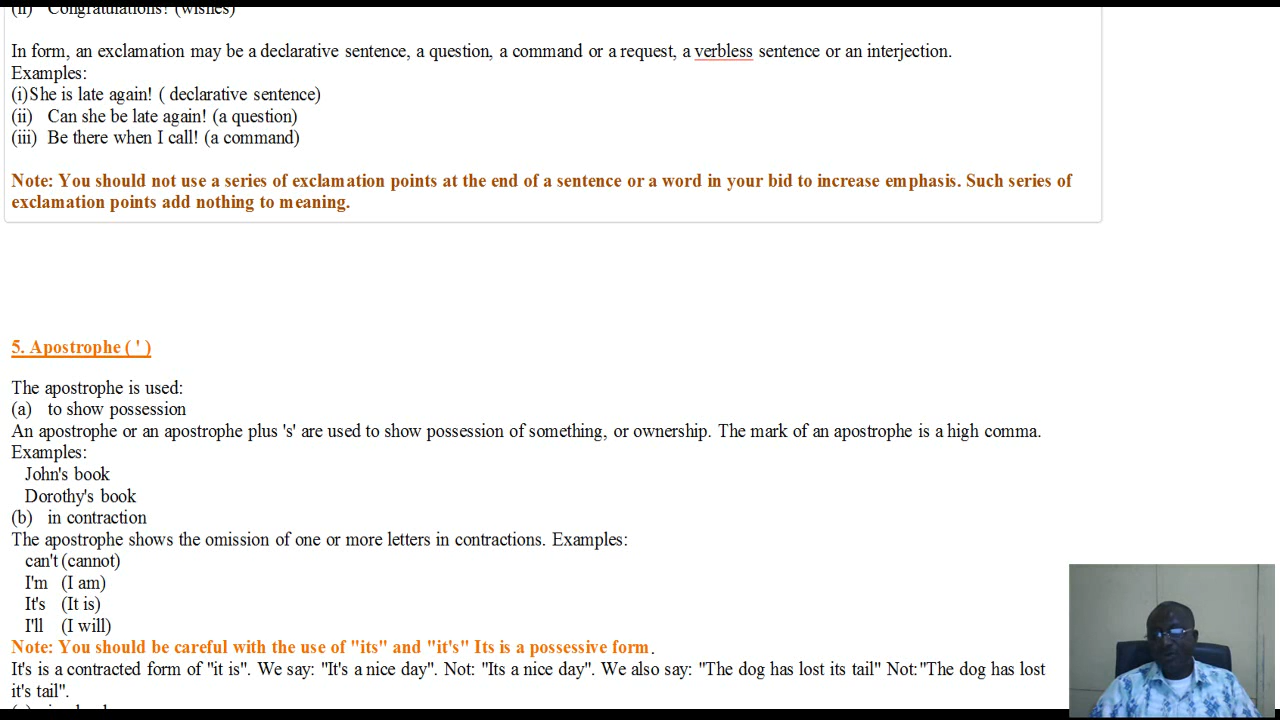 (ii) Congratulations! (wishes)
In form, an exclamation may be a declarative sentence, a question, a command or a request, a verbless sentence or an interjection.
Examples:
(i)She is late again! ( declarative sentence)
(ii) Can she be late again! (a question)
(iii) Be there when I call! (a command)
Note: You should not use a series of exclamation points at the end of a sentence or a word in your bid to increase emphasis. Such series of
exclamation points add nothing to meaning.
5. Apostrophe ( ' )
The apostrophe is used:
(a) to show possession
An apostrophe or an apostrophe plus 's' are used to show possession of something, or ownership. The mark of an apostrophe is a high comma.
Examples:
John's book
Dorothy's book
(b) in contraction
The apostrophe shows the omission of one or more letters in contractions. Examples:
can't (cannot)
I'm (I am)
It's (It is)
I'll (I will)
Note: You should be careful with the use of "its" and "it's" Its is a possessive form.
It's is a contracted form of "it is". We say: "It's a nice day". Not: "Its a nice day". We also say: "The dog has lost its tail" Not:"The dog has lost
it's tail".